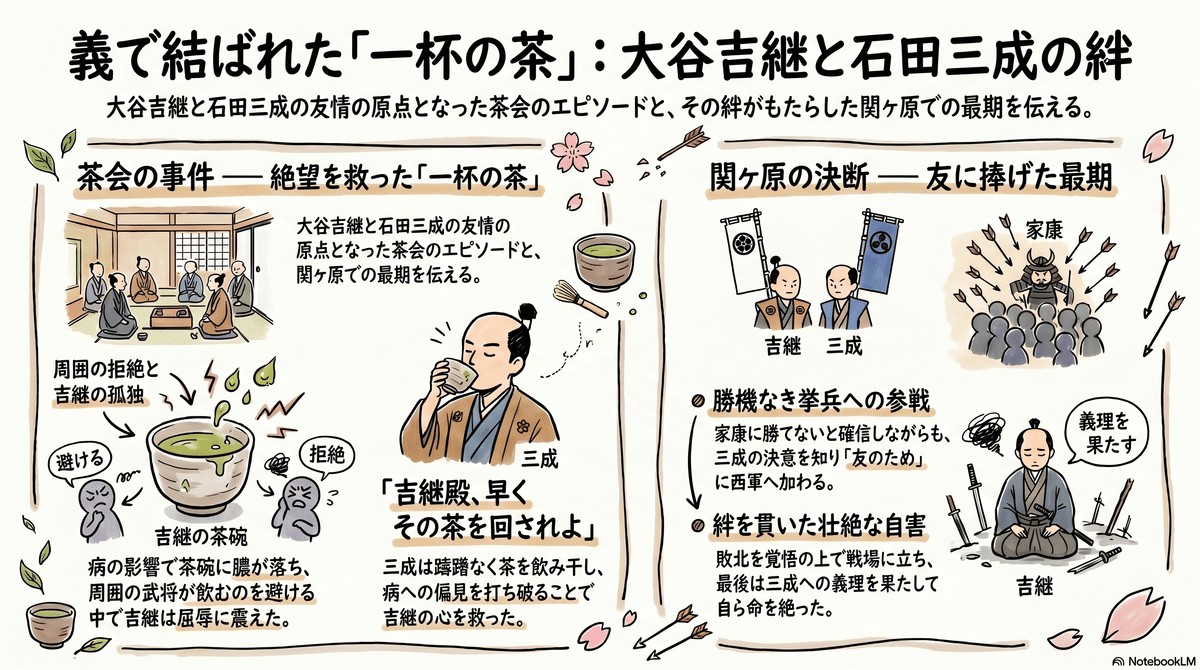 義で結ばれた「一杯の茶」：大谷吉継と石田三成の絆
大谷吉継と石田三成の友情の原点となった茶会のエピソードと、その絆がもたらした関ヶ原での最期を伝える。
茶会の事件 ── 絶望を救った「一杯の茶」
大谷吉継と石田三成の友情の
原点となった茶会のエピソードと、
関ヶ原での最期を伝える。
周囲の拒絶と
吉継の孤独
避ける
拒絶
吉継の茶碗
病の影響で茶碗に膿が落ち、
周囲の武将が飲むのを避ける
中で吉継は屈辱に震えた。
三成
「吉継殿、早く
その茶を回されよ」
三成は躊躇なく茶を飲み干し、
病への偏見を打ち破ることで
吉継の心を救った。
関ヶ原の決断 ── 友に捧げた最期
吉継
三成
家康
勝機なき挙兵への参戦
家康に勝てないと確信しながらも、
三成の決意を知り「友のため」
に西軍へ加わる。
絆を貫いた壮絶な自害
敗北を覚悟の上で戦場に立ち、
最後は三成への義理を果たして
自ら命を絶った。
義理を
果たす
吉継
NotebookLM